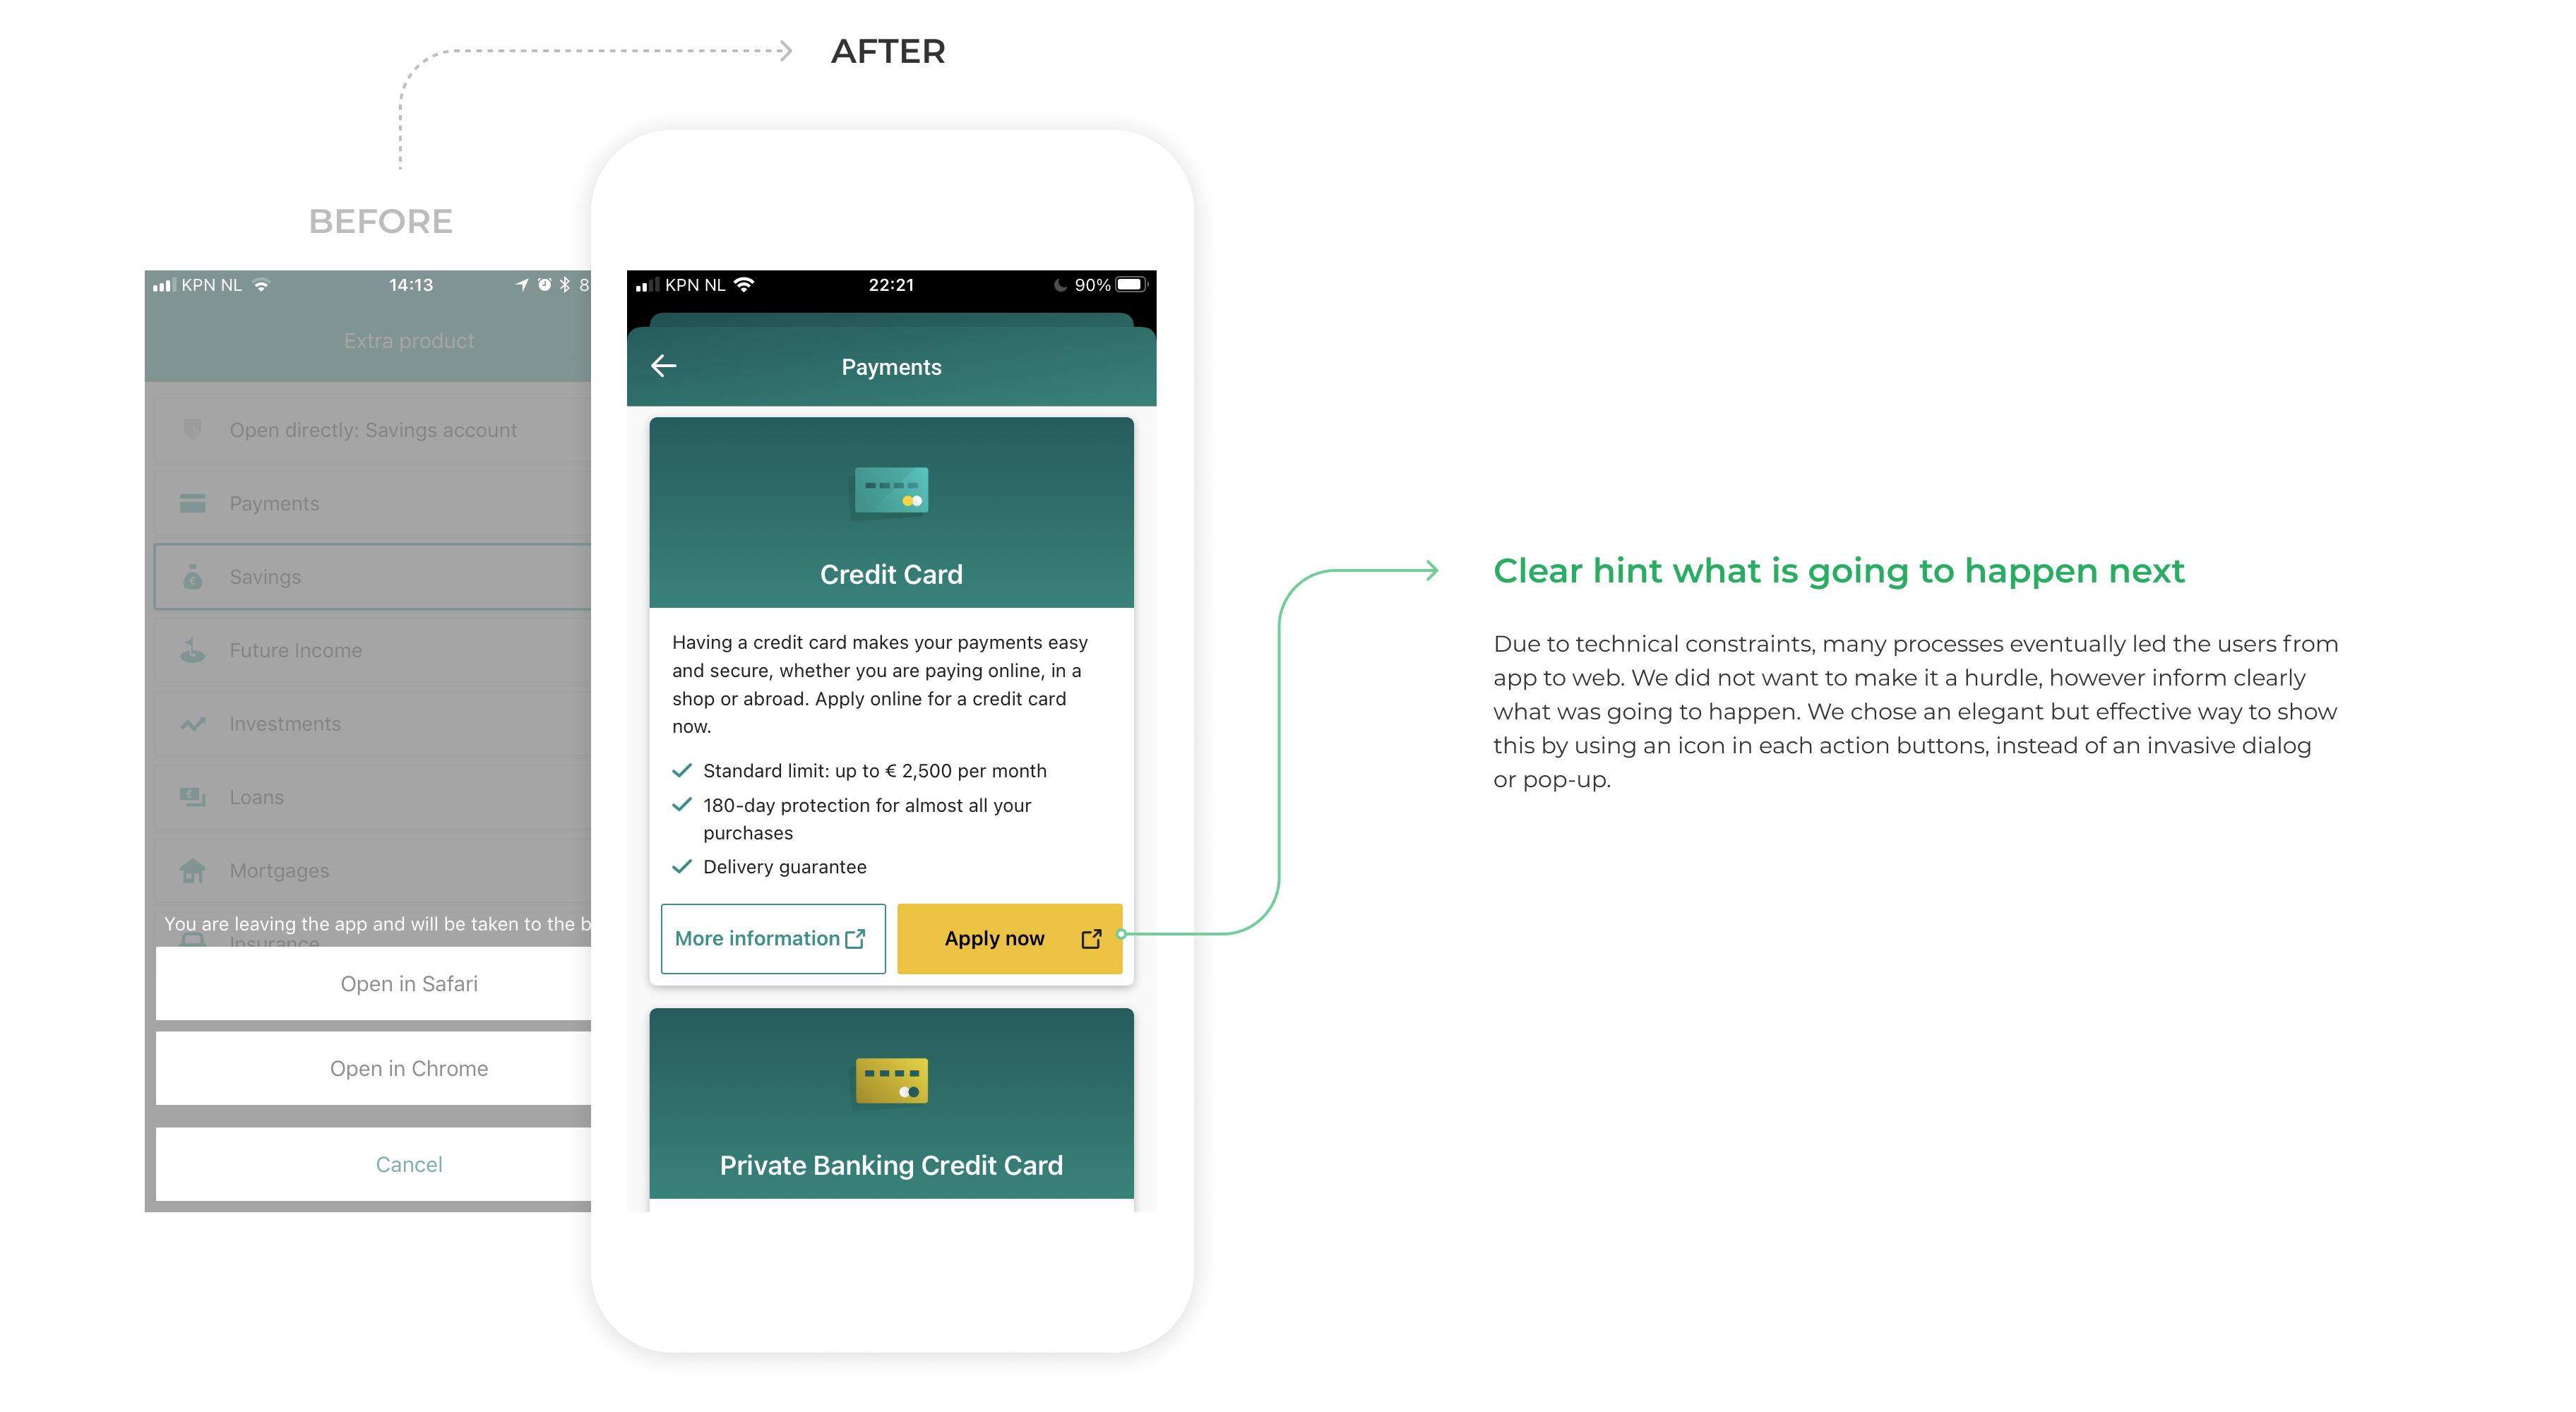 AFTER
BEFORE
KPN NL 14:13 8
Extra product
Open directly: Savings account
Payments
Savings
Future Income
Investments
Loans
Mortgages
You are leaving the app and will be taken to the b
Insurance
Open in Safari
Open in Chrome
Cancel
KPN NL 22:21 90%
Payments
Credit Card
Having a credit card makes your payments easy
and secure, whether you are paying online, in a
shop or abroad. Apply online for a credit card
now.
Standard limit: up to € 2,500 per month
180-day protection for almost all your
purchases
Delivery guarantee
More information
Apply now
Private Banking Credit Card
Clear hint what is going to happen next
Due to technical constraints, many processes eventually led the users from
app to web. We did not want to make it a hurdle, however inform clearly
what was going to happen. We chose an elegant but effective way to show
this by using an icon in each action buttons, instead of an invasive dialog
or pop-up.